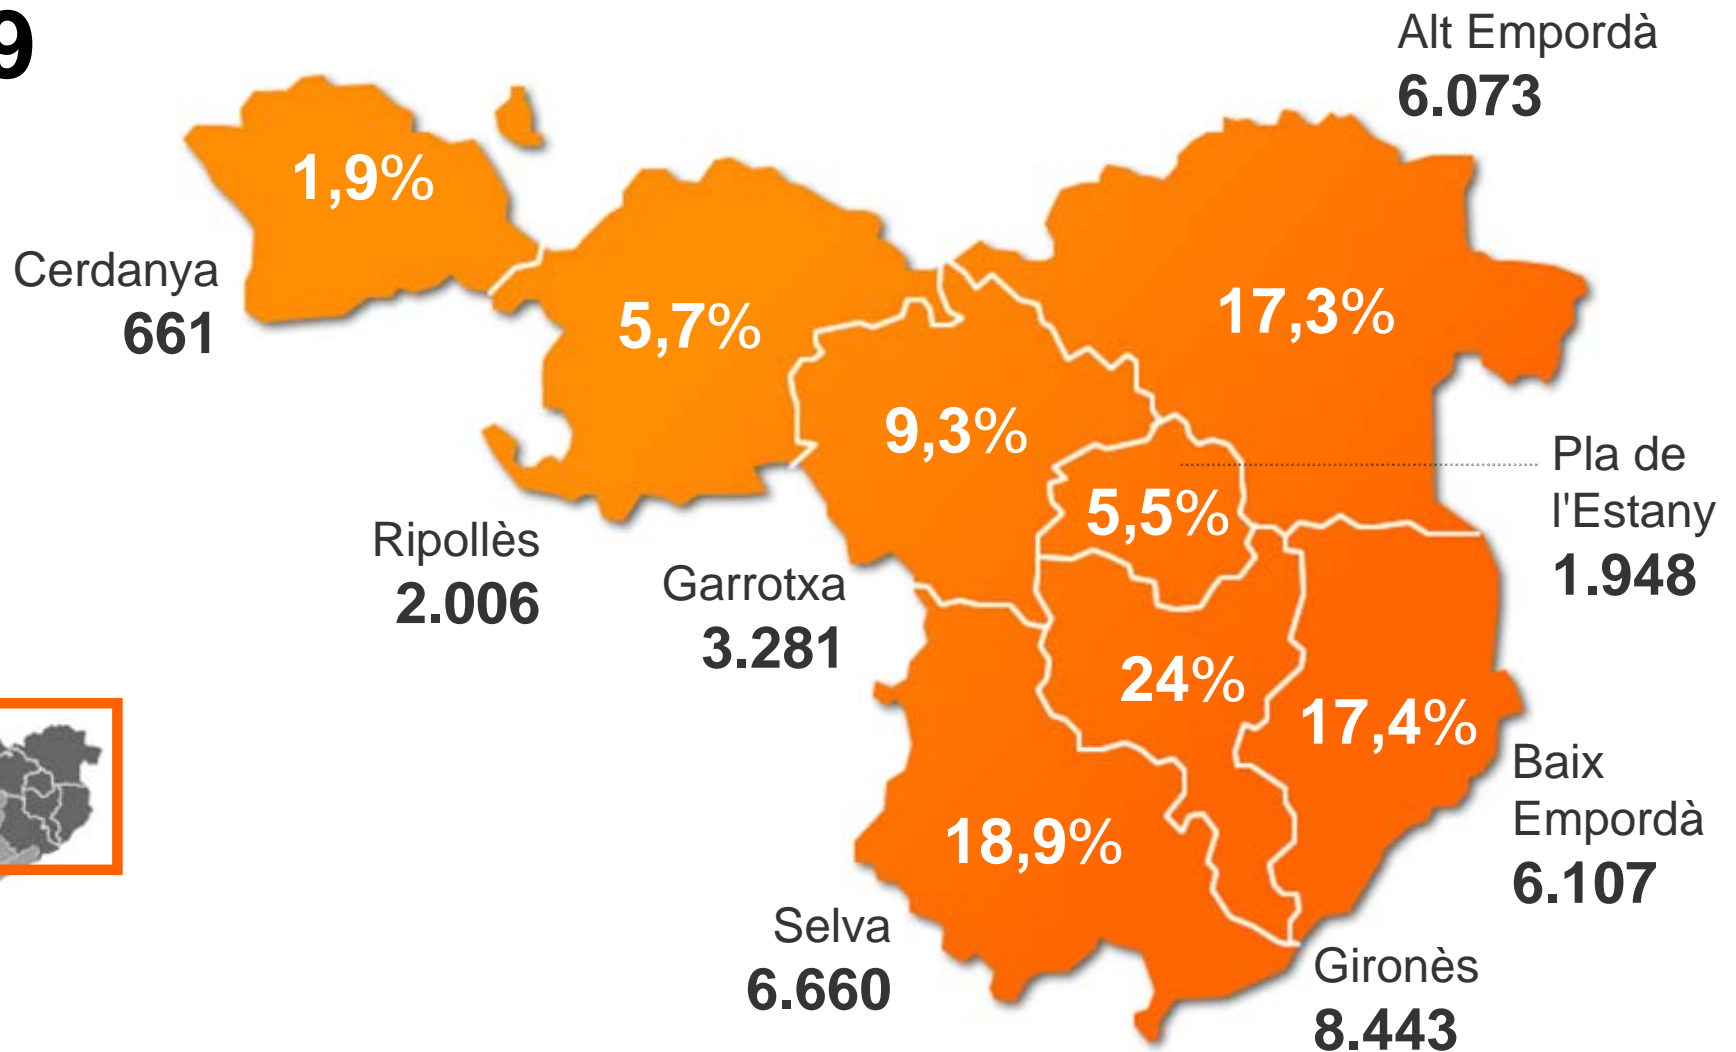 9
Alt Empordà
6.073
1,9%
Cerdanya
661
5,7%
17,3%
9,3%
Pla de
l'Estany
1.948
5,5%
Ripollès
2.006
Garrotxa
3.281
24%
17,4%
Baix
Empordà
6.107
18,9%
Selva
6.660
Gironès
8.443